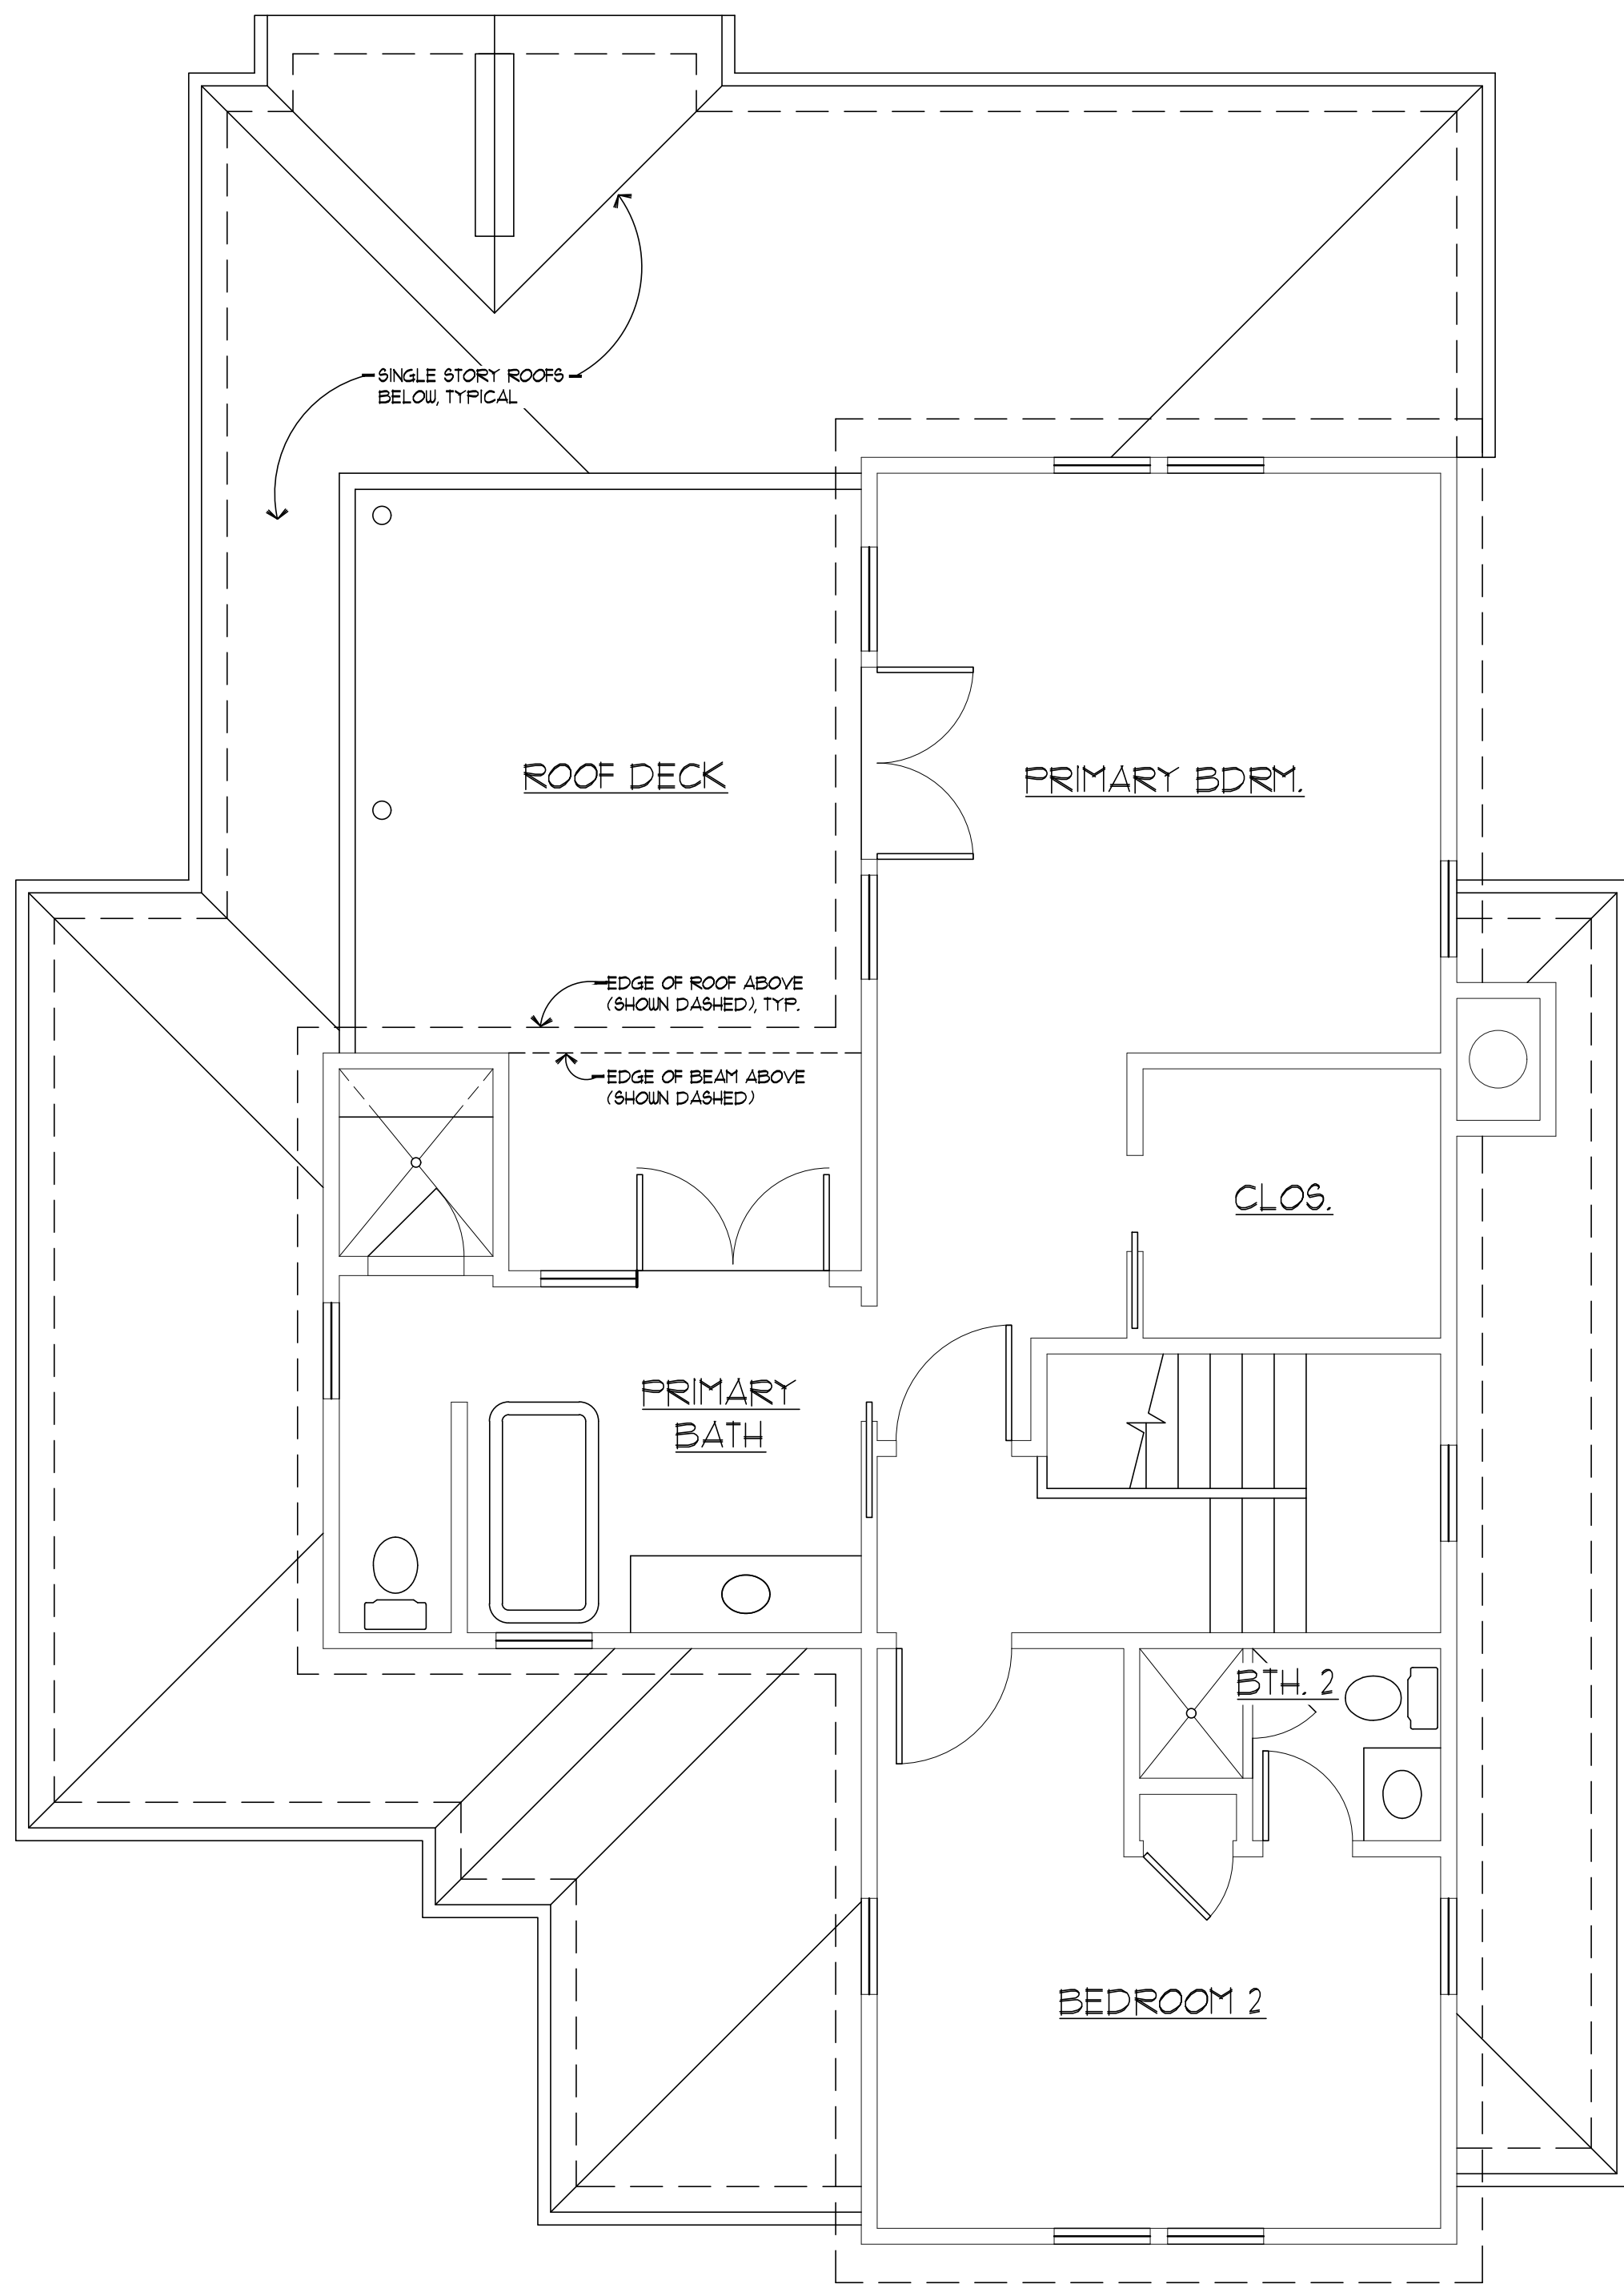 SINGLE STORY ROOFS
BELOW, TYPICAL
ROOF DECK
PRIMARY BDRM.
EDGE OF ROOF ABOVE
(SHOWN DASHED), TYP.
EDGE OF BEAM ABOVE
(SHOWN DASHED)
CLOS.
PRIMARY
BATH
BTH. 2
BEDROOM 2